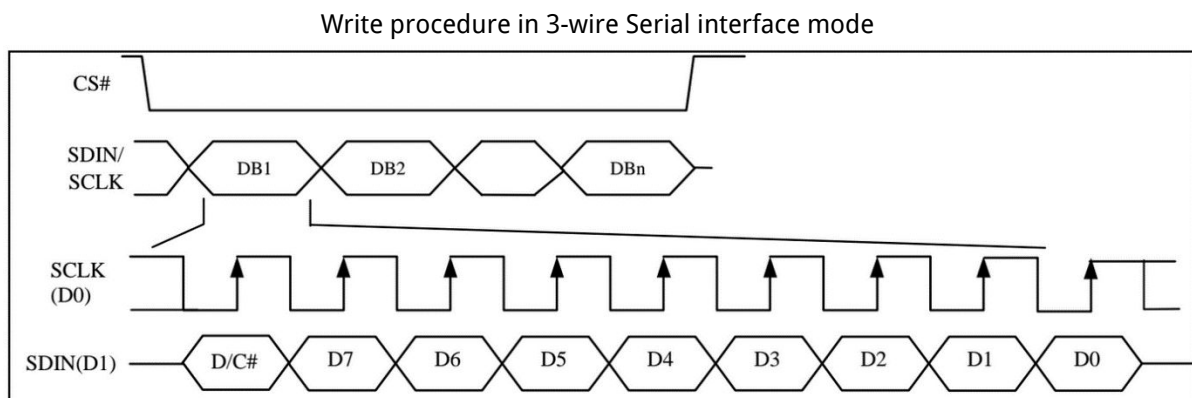 Write procedure in 3-wire Serial interface mode
CS#
SDIN/
SCLK
DB1 DB2 DBn
SCLK
(D0)
SDIN(D1) D/C# D7 D6 D5 D4 D3 D2 D1 D0